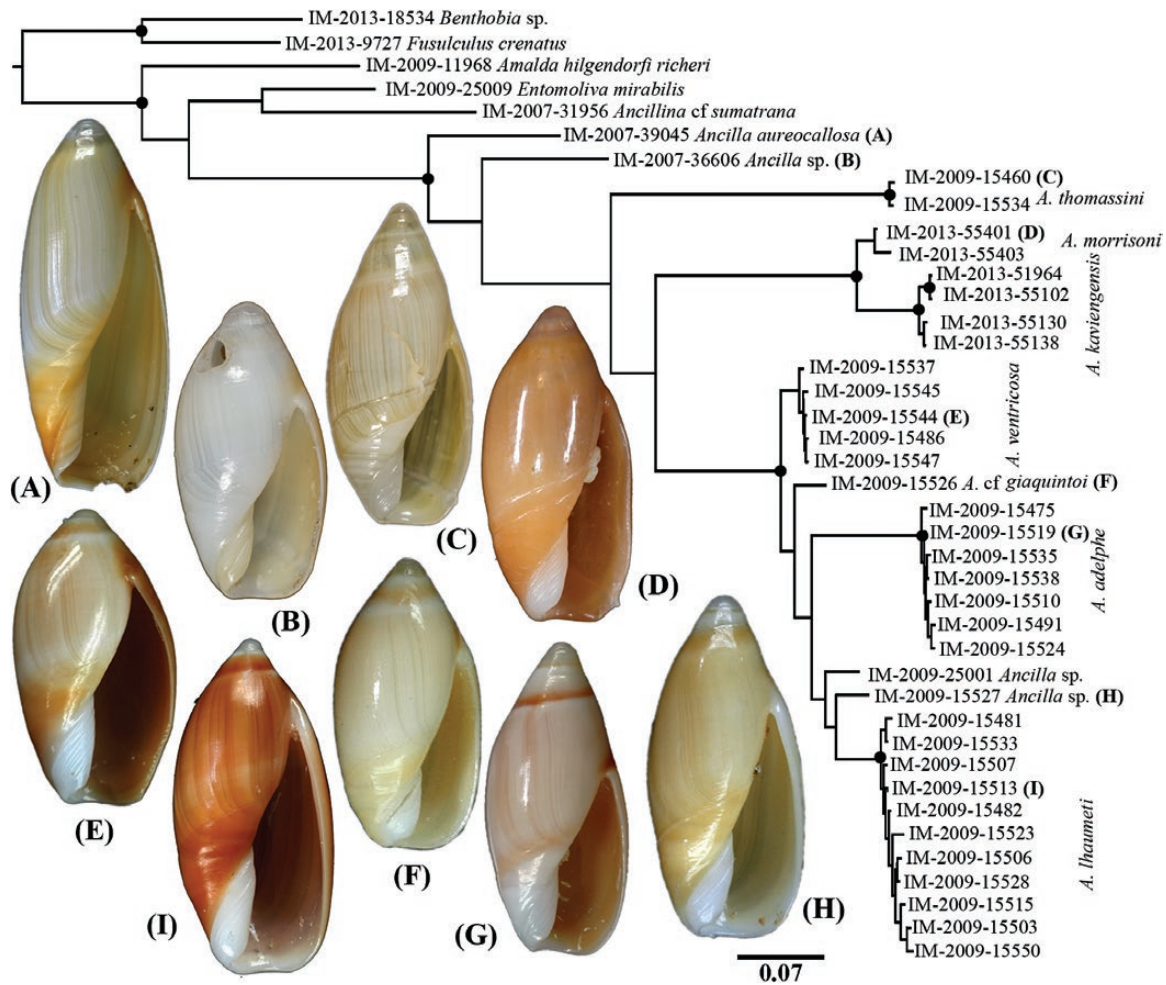 IM-2013-18534 Benthobia sp.
IM-2013-9727 Fusulculus crenatus
IM-2009-11968 Amalda hilgendorfi richeri
IM-2009-25009 Entomoliva mirabilis
IM-2007-31956 Ancillina cf sumatrana
IM-2007-39045 Ancilla aureocallosa (A)
IM-2007-36606 Ancilla sp. (B)
IM-2009-15460 (C)
IM-2009-15534
A. thomassini
IM-2013-55401 (D)
IM-2013-55403
A. morrisoni
IM-2013-51964
IM-2013-55102
IM-2013-55130
IM-2013-55138
A. kaviengensis
IM-2009-15537
IM-2009-15545
IM-2009-15544 (E)
IM-2009-15486
IM-2009-15547
A. ventricosa
IM-2009-15526 A. cf giaquintoi (F)
IM-2009-15475
IM-2009-15519 (G)
IM-2009-15535
IM-2009-15538
IM-2009-15510
IM-2009-15491
IM-2009-15524
A. adelphe
IM-2009-25001 Ancilla sp.
IM-2009-15527 Ancilla sp. (H)
IM-2009-15481
IM-2009-15533
IM-2009-15507
IM-2009-15513 (I)
IM-2009-15482
IM-2009-15523
IM-2009-15506
IM-2009-15528
IM-2009-15515
IM-2009-15503
IM-2009-15550
A. lhaumeti
(A)
(B)
(C)
(D)
(E)
(F)
(G)
(H)
(I)
0.07